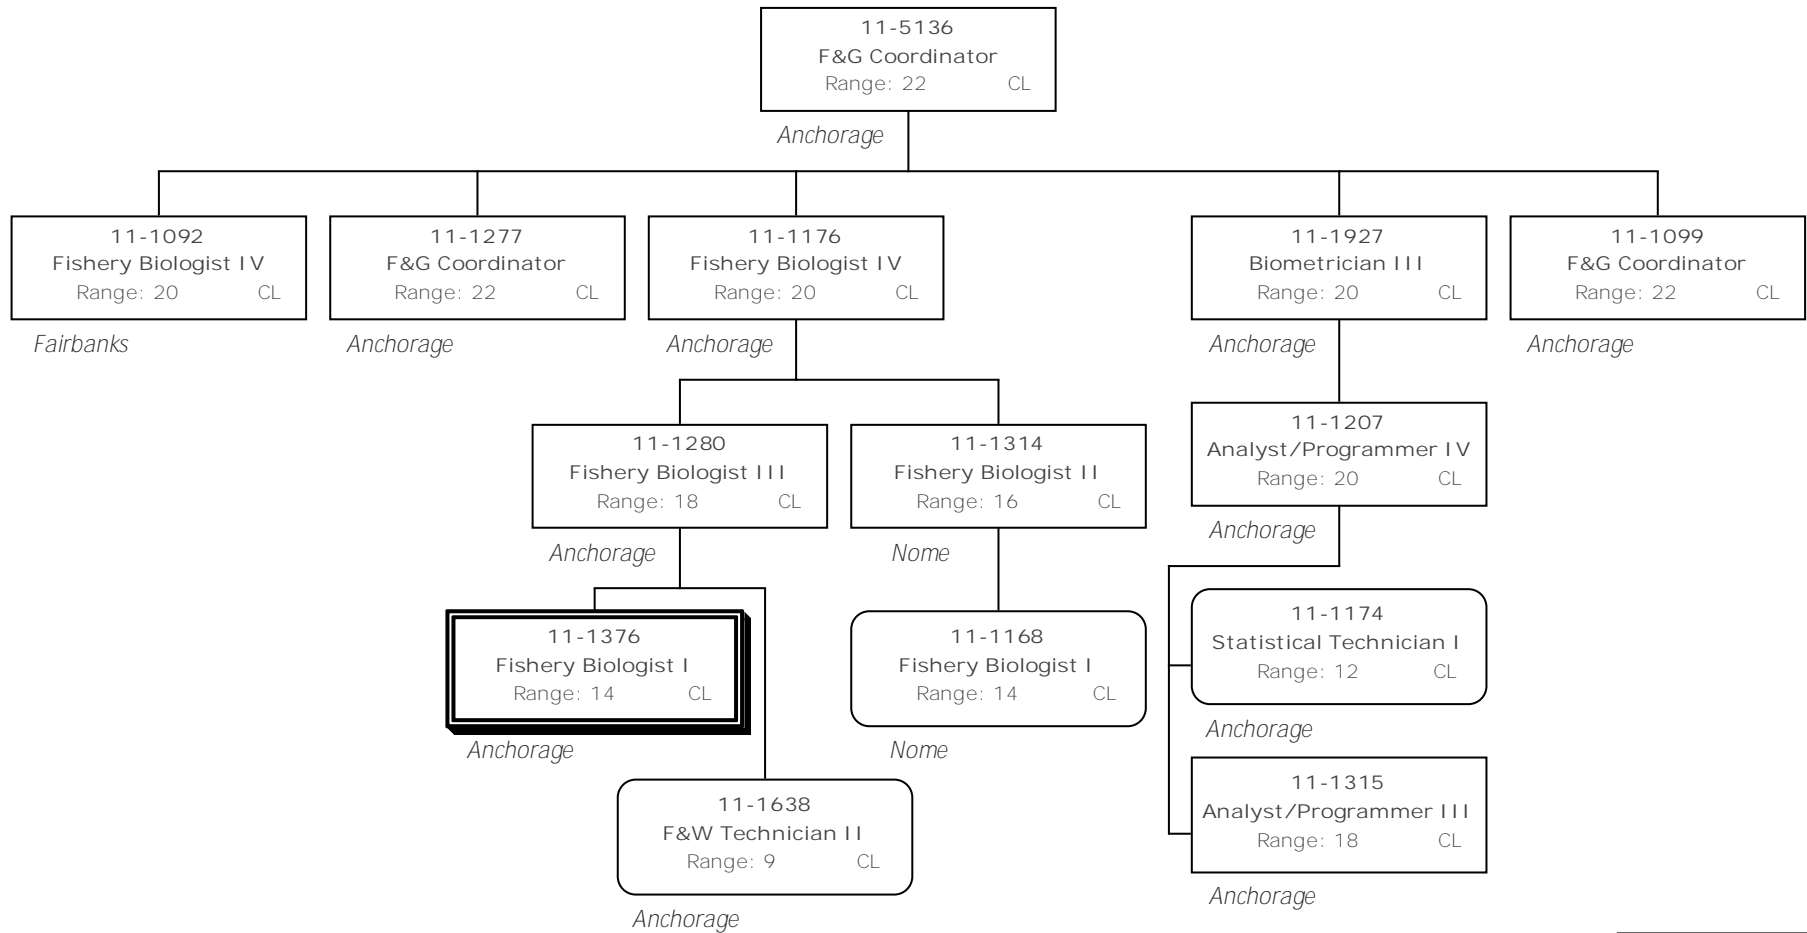 11-5136
F&G Coordinator
Range: 22 CL
Anchorage
11-1092
Fishery Biologist IV
Range: 20 CL
Fairbanks
11-1277
F&G Coordinator
Range: 22 CL
Anchorage
11-1176
Fishery Biologist IV
Range: 20 CL
Anchorage
11-1927
Biometrician III
Range: 20 CL
Anchorage
11-1099
F&G Coordinator
Range: 22 CL
Anchorage
11-1280
Fishery Biologist III
Range: 18 CL
Anchorage
11-1314
Fishery Biologist II
Range: 16 CL
Nome
11-1207
Analyst/Programmer IV
Range: 20 CL
Anchorage
11-1376
Fishery Biologist I
Range: 14 CL
Anchorage
11-1168
Fishery Biologist I
Range: 14 CL
Nome
11-1174
Statistical Technician I
Range: 12 CL
Anchorage
11-1638
F&W Technician II
Range: 9 CL
Anchorage
11-1315
Analyst/Programmer III
Range: 18 CL
Anchorage